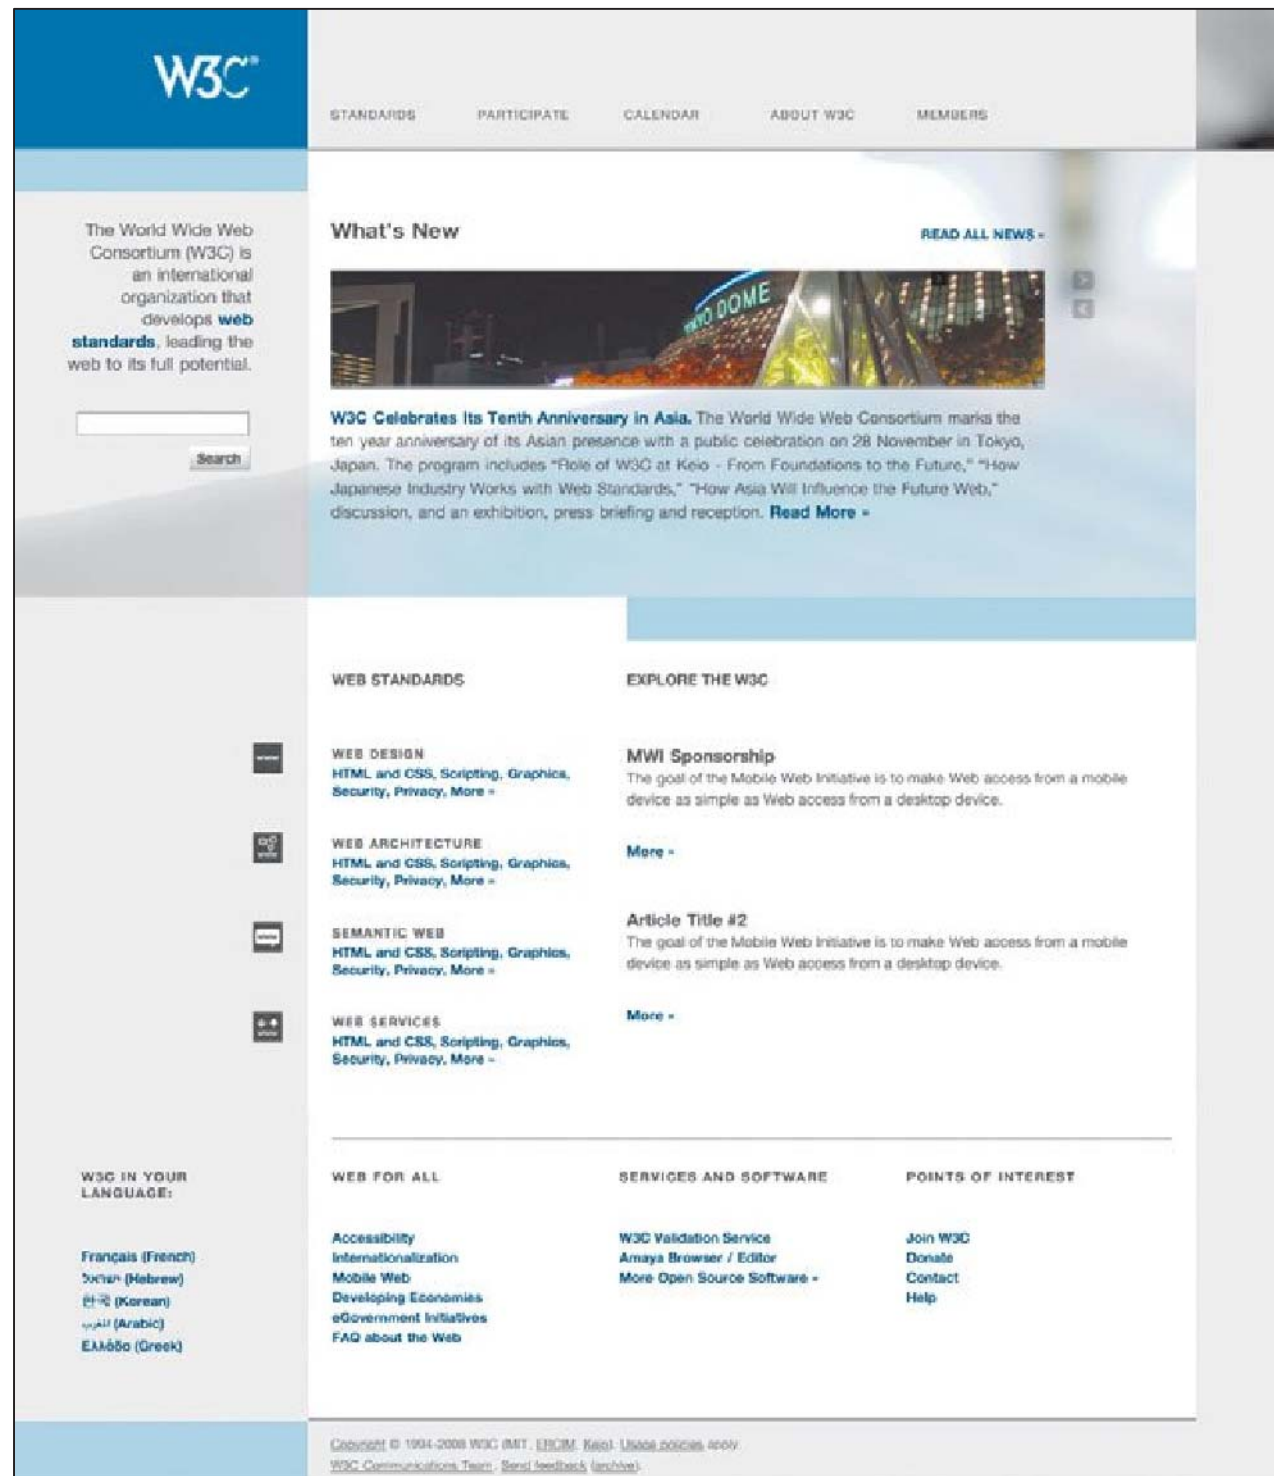 W3C®
STANDARDS
PARTICIPATE
CALENDAR
ABOUT W3C
MEMBERS
The World Wide Web
Consortium (W3C) is
an international
organization that
develops web
standards, leading the
web to its full potential.
Search
What's New
READ ALL NEWS »
TOKYO DOME
W3C Celebrates Its Tenth Anniversary in Asia. The World Wide Web Consortium marks the
ten year anniversary of its Asian presence with a public celebration on 28 November in Tokyo,
Japan. The program includes "Role of W3C at Keio - From Foundations to the Future," "How
Japanese Industry Works with Web Standards," "How Asia Will Influence the Future Web,"
discussion, and an exhibition, press briefing and reception. Read More »
WEB STANDARDS
WEB DESIGN
HTML and CSS, Scripting, Graphics,
Security, Privacy, More »
WEB ARCHITECTURE
HTML and CSS, Scripting, Graphics,
Security, Privacy, More »
SEMANTIC WEB
HTML and CSS, Scripting, Graphics,
Security, Privacy, More »
WEB SERVICES
HTML and CSS, Scripting, Graphics,
Security, Privacy, More »
EXPLORE THE W3C
MWI Sponsorship
The goal of the Mobile Web Initiative is to make Web access from a mobile
device as simple as Web access from a desktop device.
More »
Article Title #2
The goal of the Mobile Web Initiative is to make Web access from a mobile
device as simple as Web access from a desktop device.
More »
W3C IN YOUR
LANGUAGE:
Français (French)
(Hebrew)
한국 (Korean)
(Arabic)
Ελλάδα (Greek)
WEB FOR ALL
Accessibility
Internationalization
Mobile Web
Developing Economies
eGovernment Initiatives
FAQ about the Web
SERVICES AND SOFTWARE
W3C Validation Service
Amaya Browser / Editor
More Open Source Software »
POINTS OF INTEREST
Join W3C
Donate
Contact
Help
Copyright © 1994-2008 W3C (MIT, ERCIM, Keio). Usage policies apply.
W3C Communications Team, Send feedback (archive).